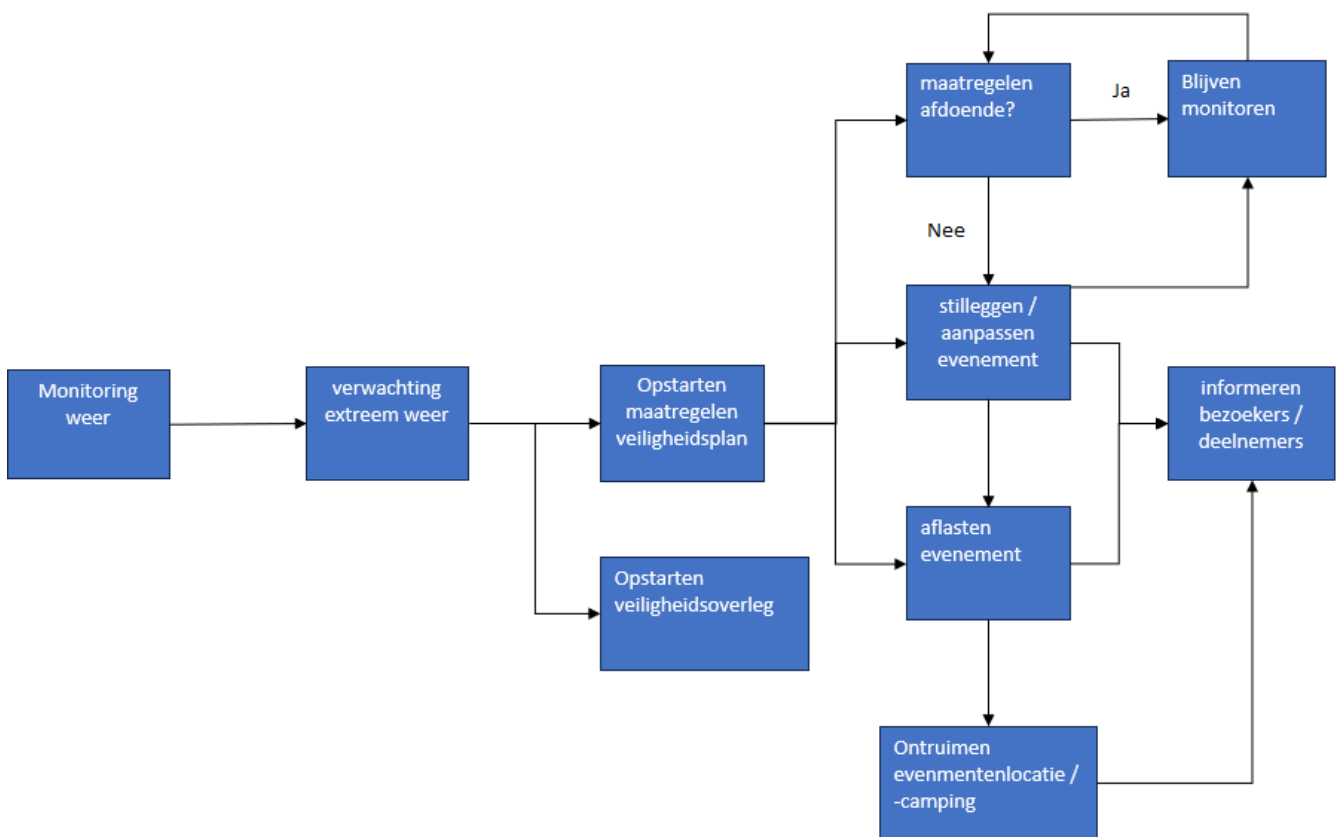 maatregelen
afdoende?
Ja
Blijven
monitoren
Nee
stilleggen /
aanpassen
evenement
Monitoring
weer
verwachting
extreem weer
Opstarten
maatregelen
veiligheidsplan
informeren
bezoekers /
deelnemers
aflasten
evenement
Opstarten
veiligheidsoverleg
Ontruimen
evenmentenlocatie /
-camping